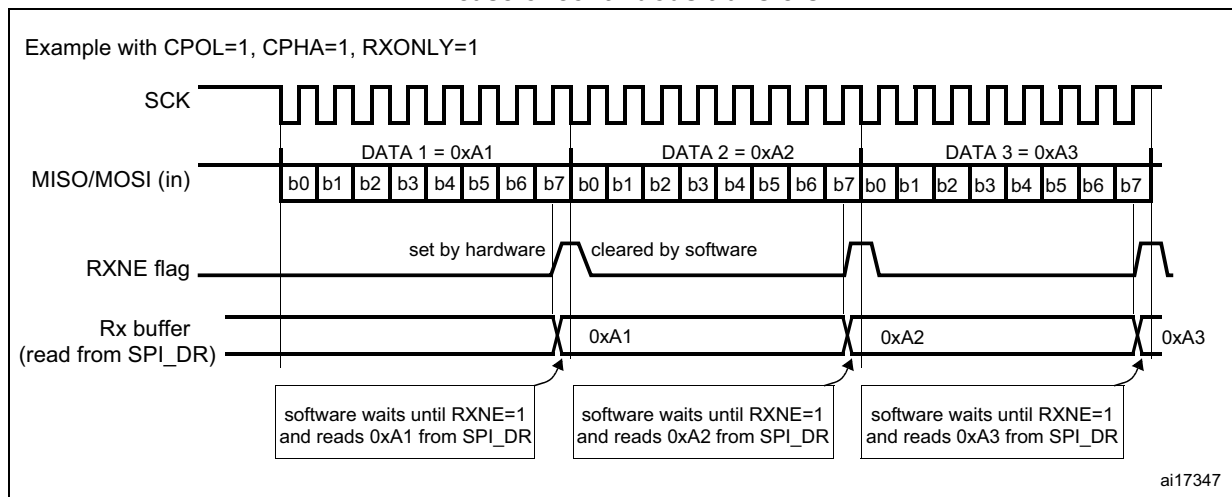 Example with CPOL=1, CPHA=1, RXONLY=1
SCK
DATA 1 = 0xA1 DATA 2 = 0xA2 DATA 3 = 0xA3
MISO/MOSI (in) b0 b1 b2 b3 b4 b5 b6 b7 b0 b1 b2 b3 b4 b5 b6 b7 b0 b1 b2 b3 b4 b5 b6 b7
set by hardware cleared by software
RXNE flag
Rx buffer
(read from SPI_DR)
0xA1 0xA2 0xA3
software waits until RXNE=1
and reads 0xA1 from SPI_DR
software waits until RXNE=1
and reads 0xA2 from SPI_DR
software waits until RXNE=1
and reads 0xA3 from SPI_DR
ai17347